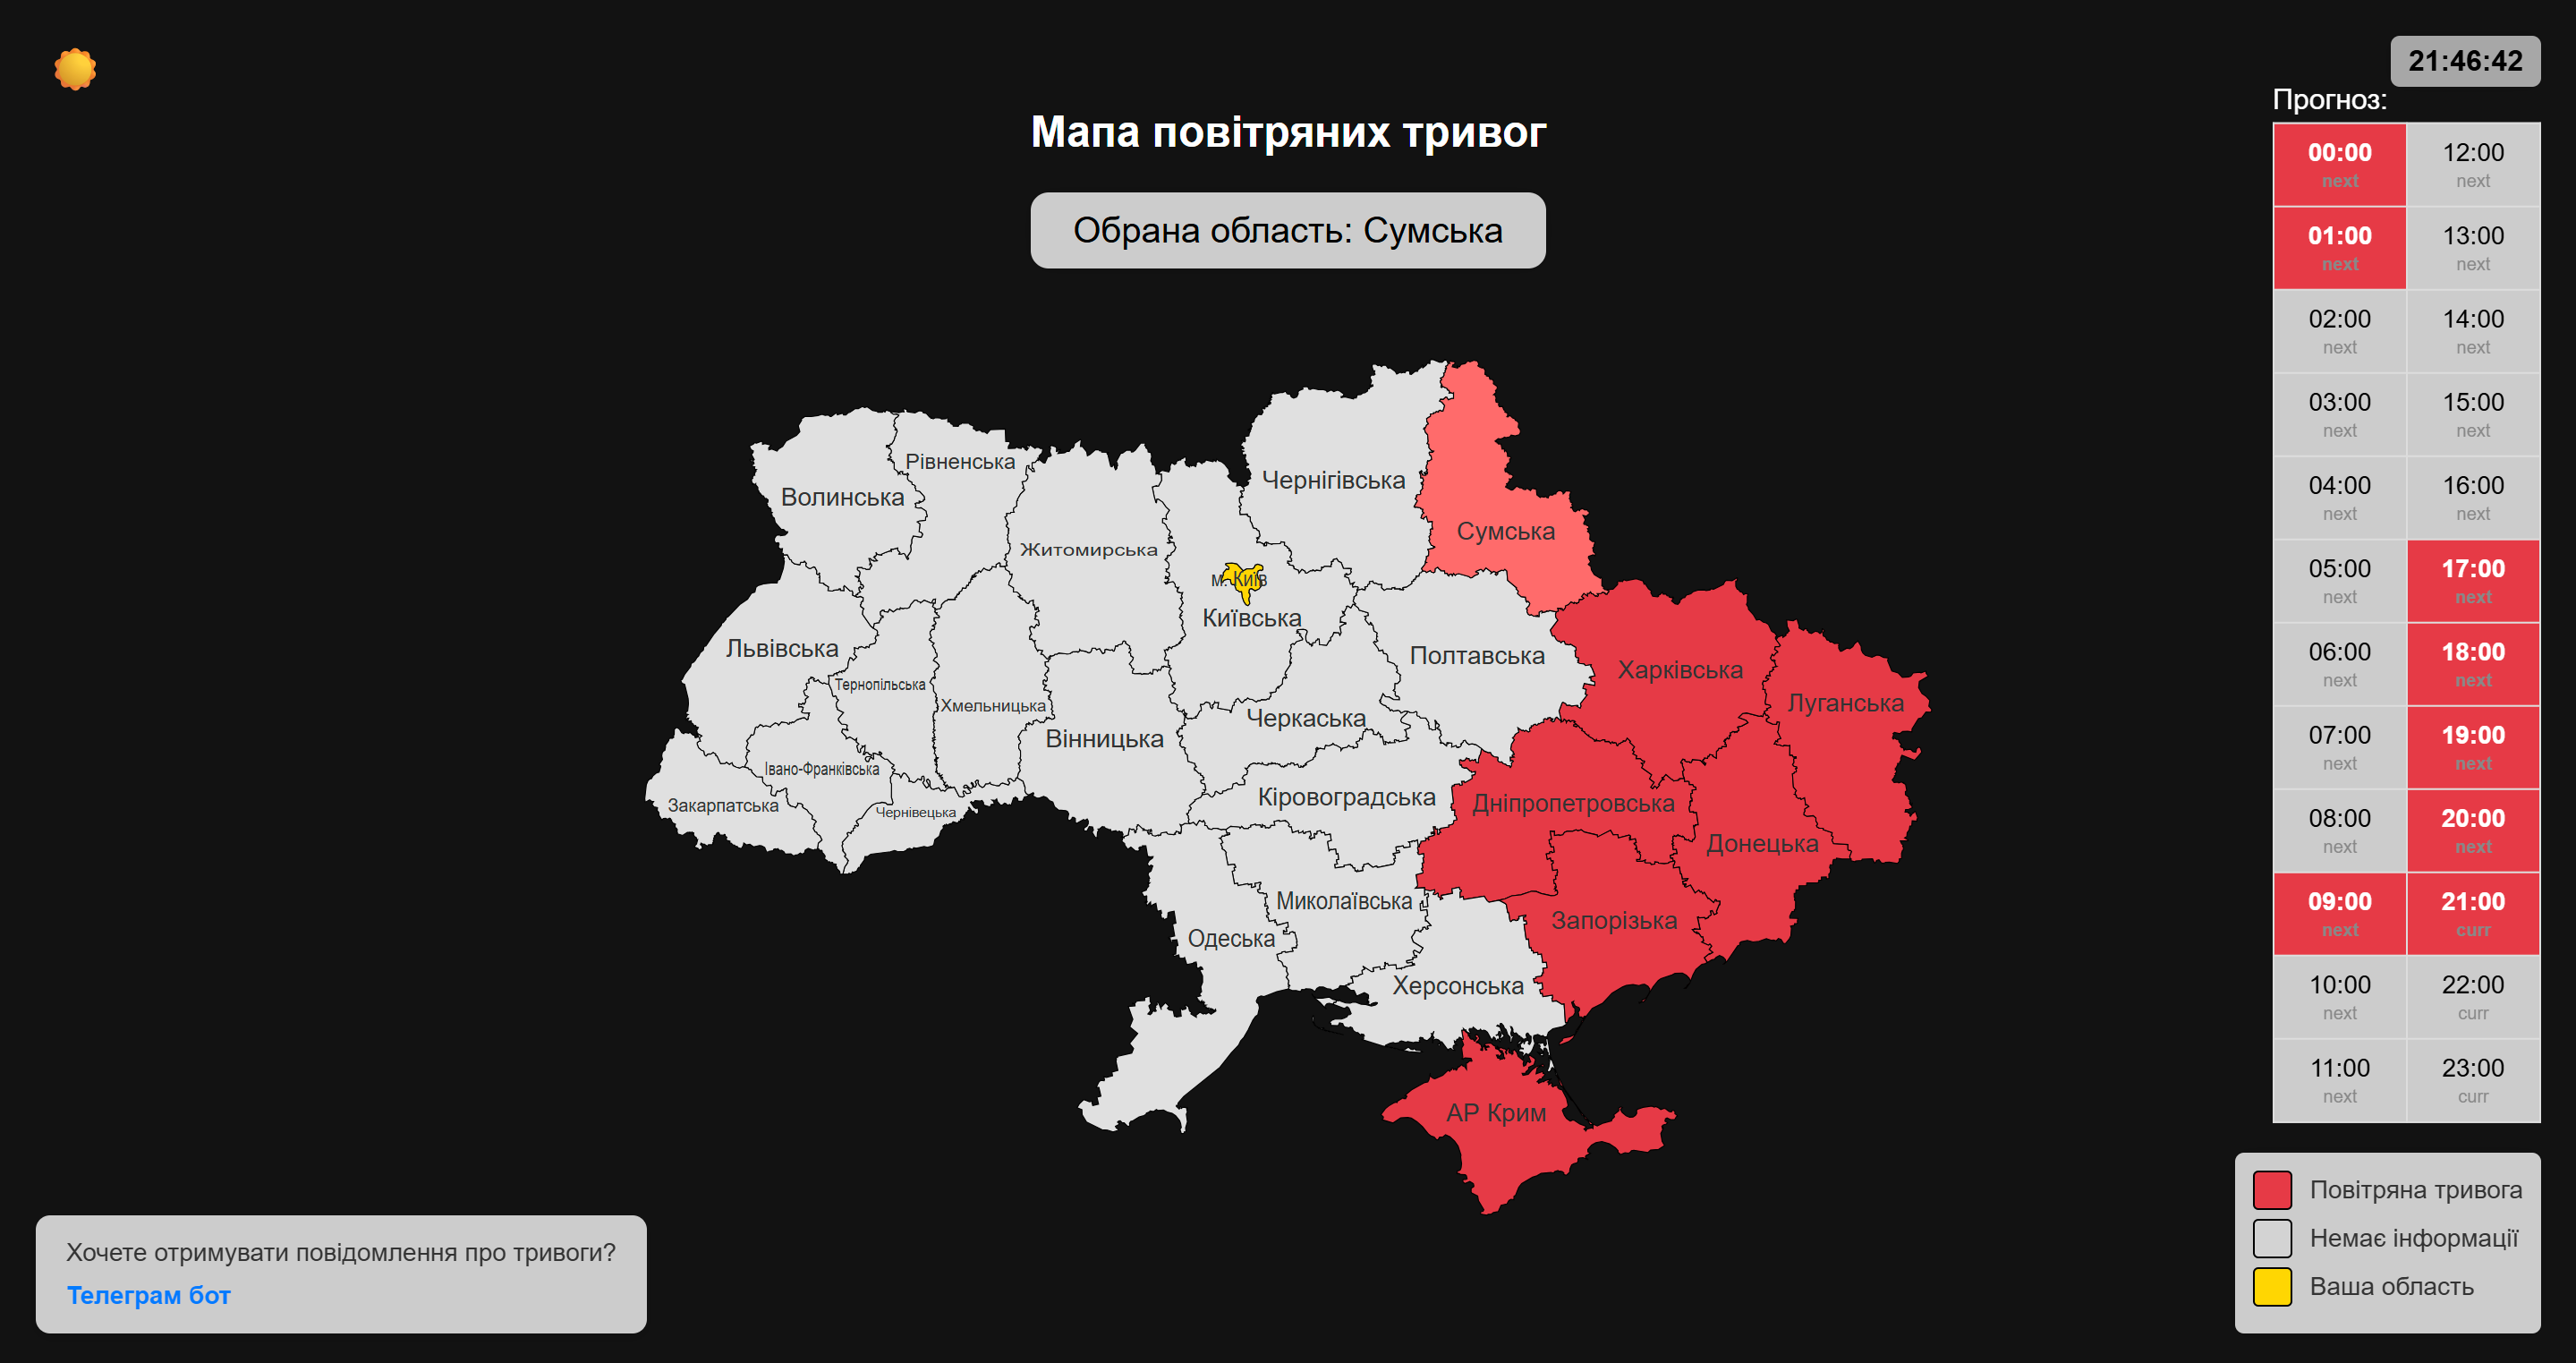 21:46:42
Прогноз:
Мапа повітряних тривог
Обрана область: Сумська
00:00
next
12:00
next
01:00
next
13:00
next
02:00
next
14:00
next
03:00
next
15:00
next
04:00
next
16:00
next
05:00
next
17:00
next
06:00
next
18:00
next
07:00
next
19:00
next
08:00
next
20:00
next
09:00
next
21:00
curr
10:00
next
22:00
curr
11:00
next
23:00
curr
Рівненська
Чернігівська
Волинська
Сумська
Житомирська
м. Київ
Київська
Львівська
Полтавська
Харківська
Тернопільська
Луганська
Хмельницька
Черкаська
Вінницька
Івано-Франківська
Кіровоградська
Дніпропетровська
Закарпатська
Чернівецька
Донецька
Миколаївська
Запорізька
Одеська
Херсонська
АР Крим
Повітряна тривога
Немає інформації
Ваша область
Хочете отримувати повідомлення про тривоги?
Телеграм бот